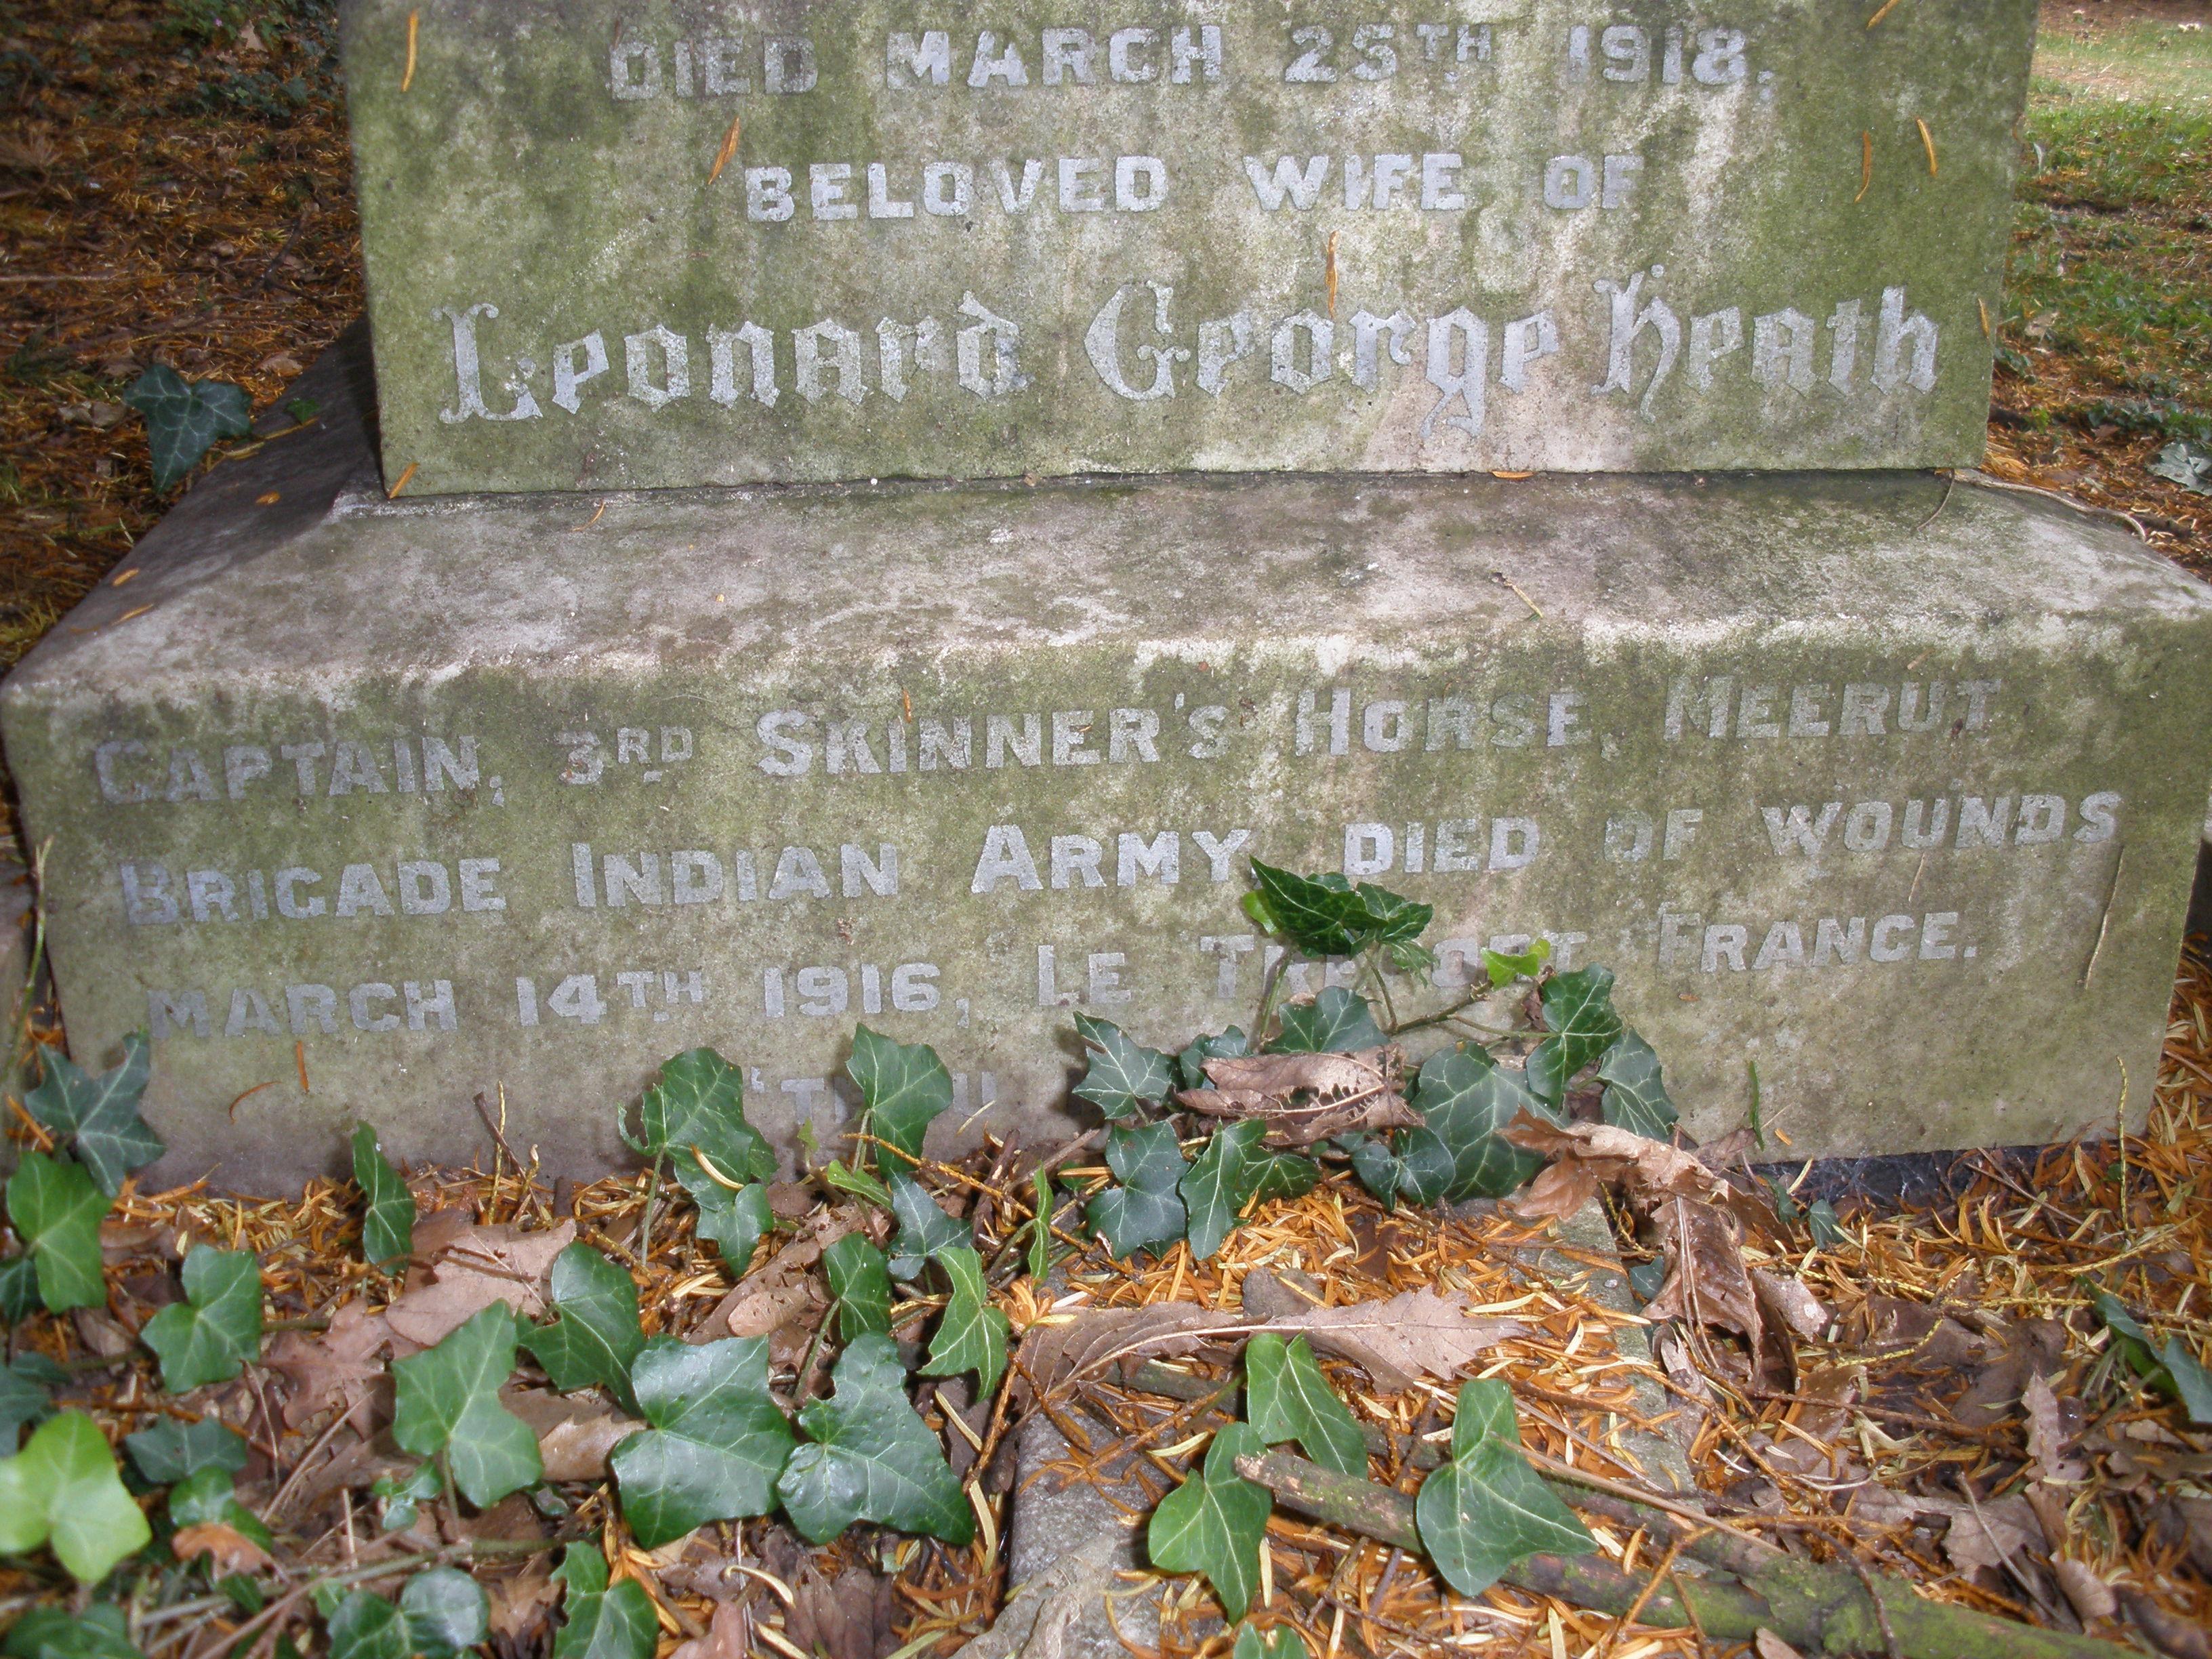 DIED MARCH 25TH 1918,
BELOVED WIFE OF
Leonard George Heath
CAPTAIN, 3RD SKINNER'S HORSE, MEERUT
BRIGADE INDIAN ARMY, DIED OF WOUNDS
MARCH 14TH 1916, LE TREPORT FRANCE.